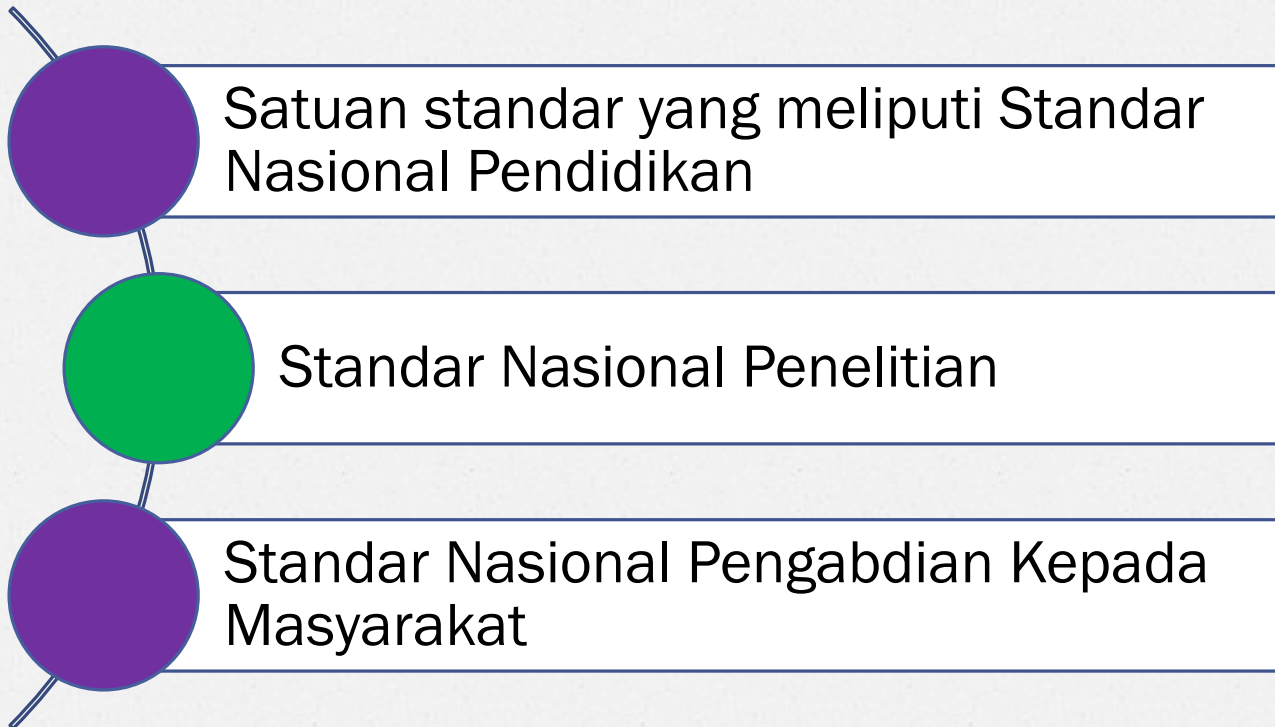 Satuan standar yang meliputi Standar
Nasional Pendidikan
Standar Nasional Penelitian
Standar Nasional Pengabdian Kepada
Masyarakat